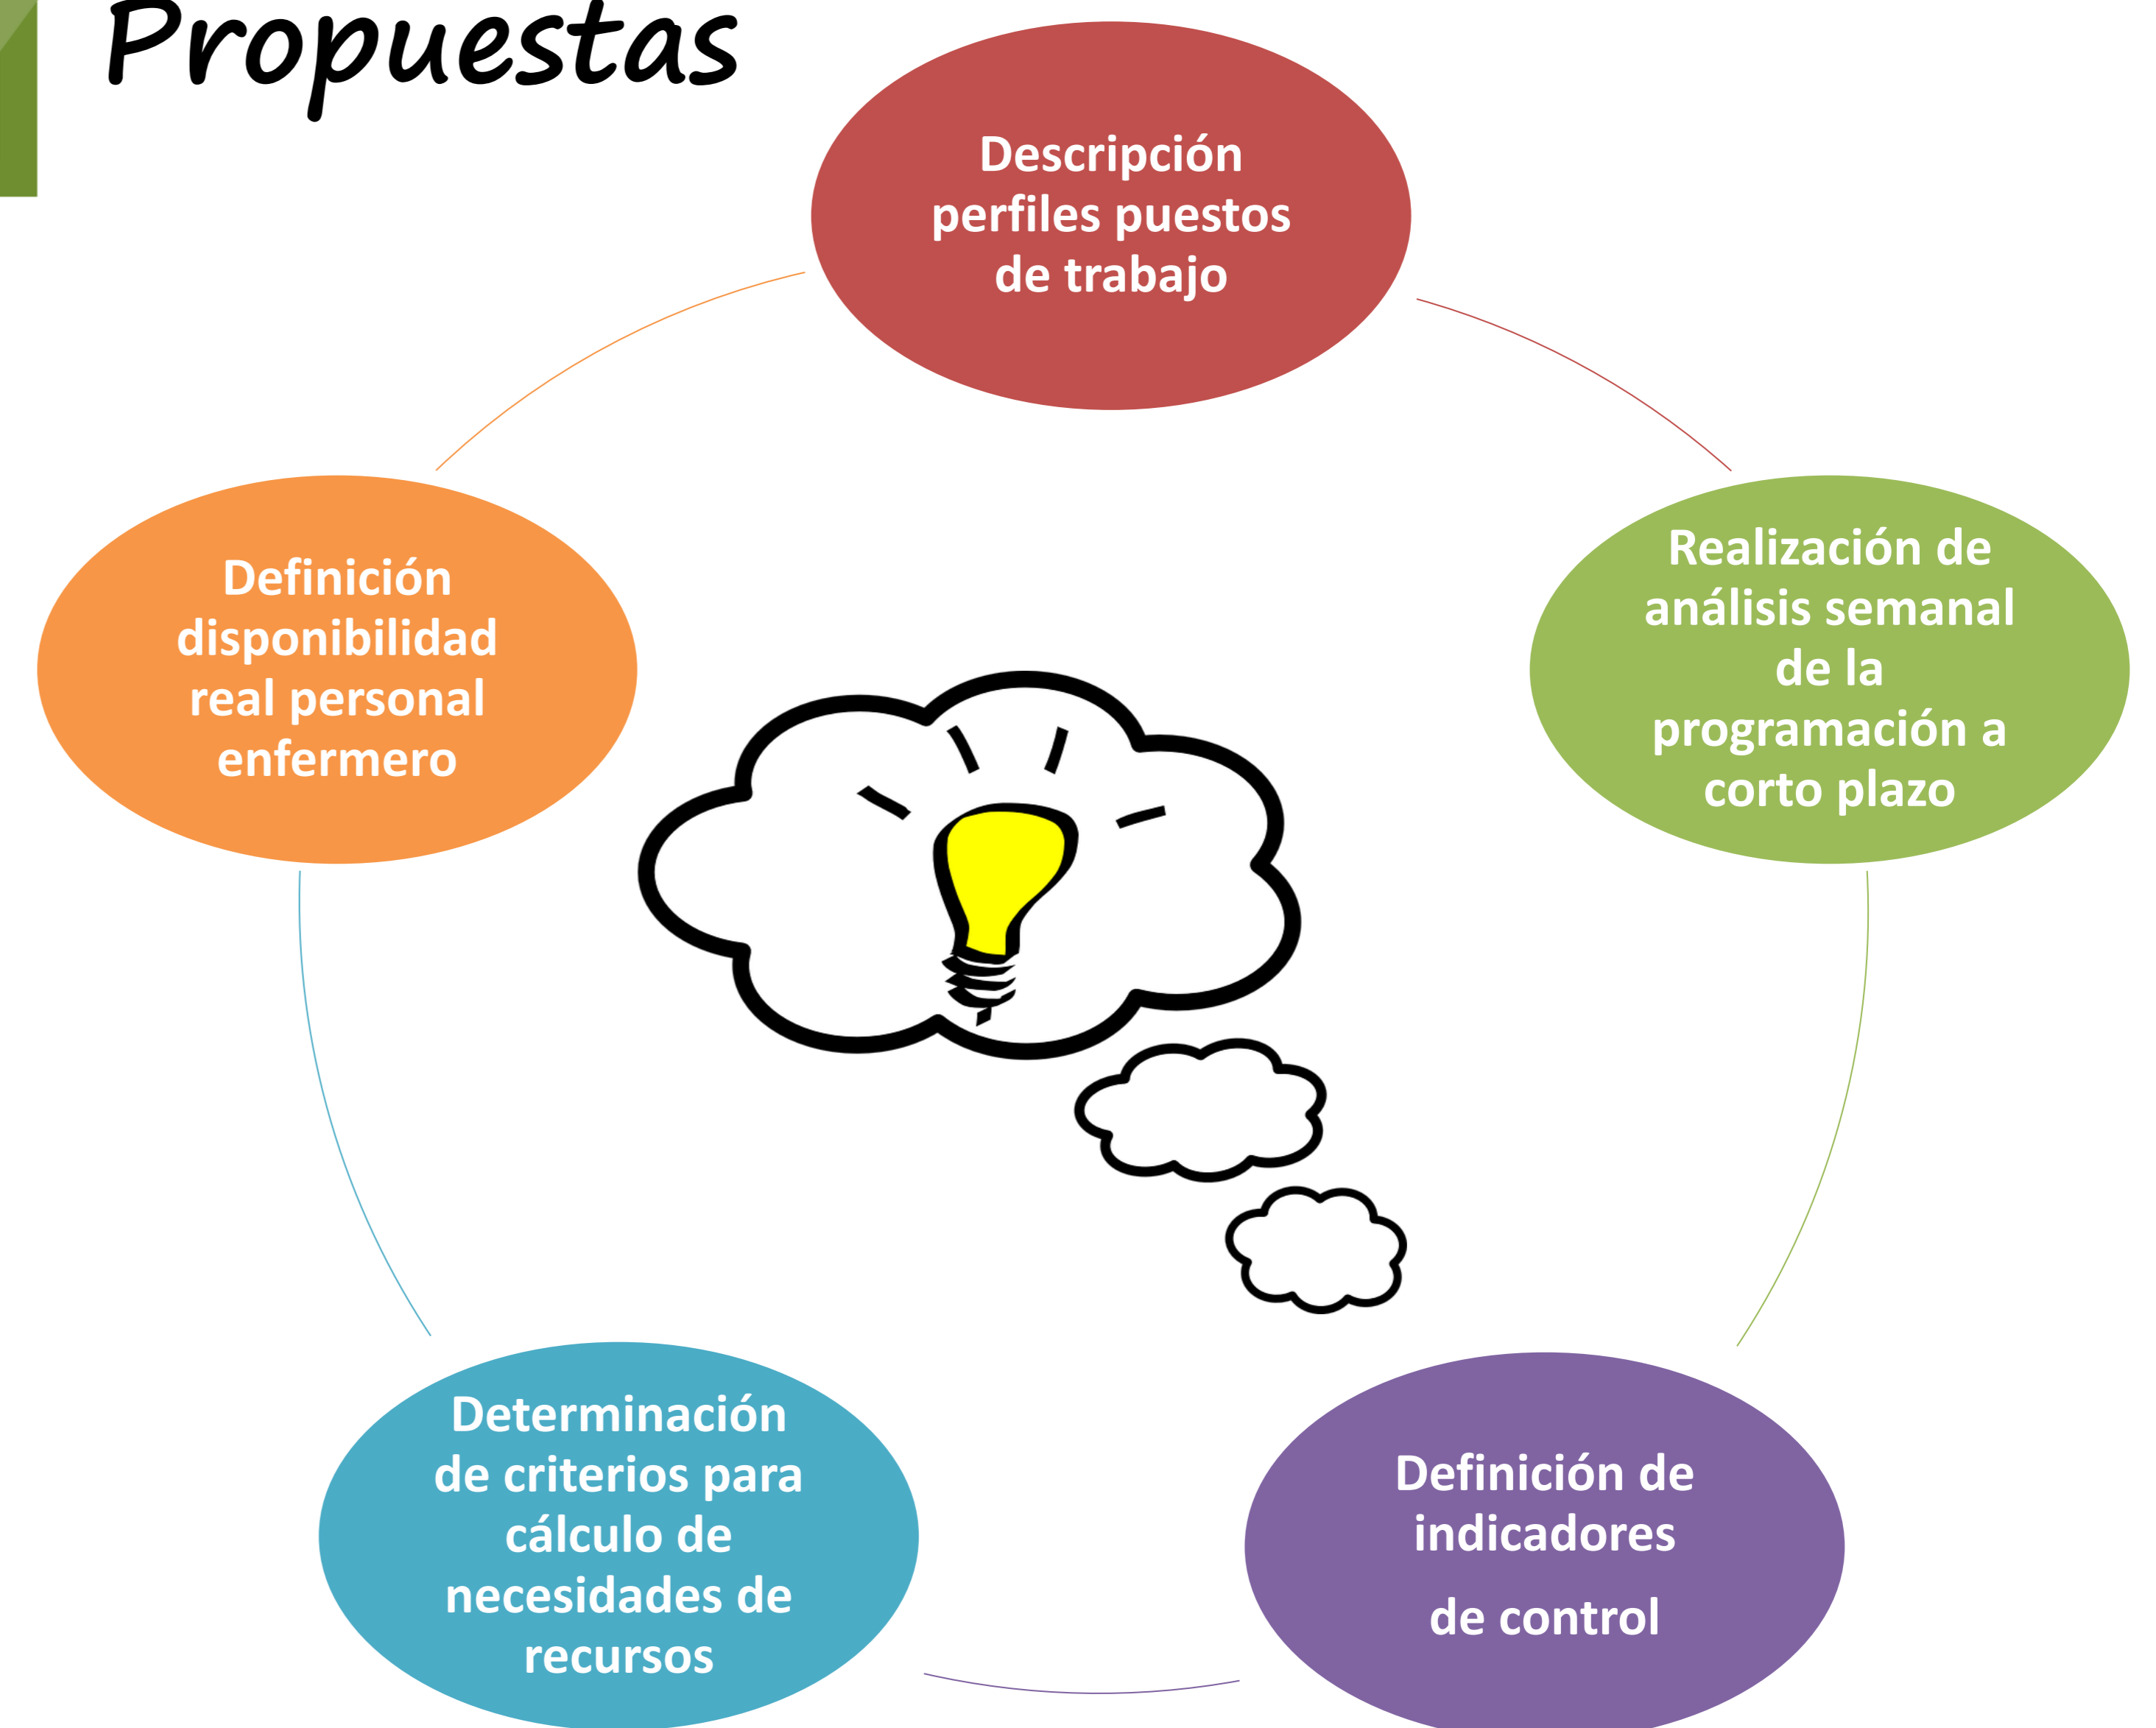 Propuestas
Descripción
perfiles puestos
de trabajo
Realización de
análisis semanal
de la
programación a
corto plazo
Definición de
indicadores
de control
Determinación
de criterios para
cálculo de
necesidades de
recursos
Definición
disponibilidad
real personal
enfermero